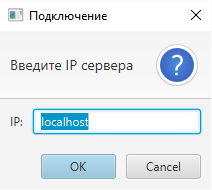 Подключение
Введите IP сервера
?
IP: localhost
OK Cancel